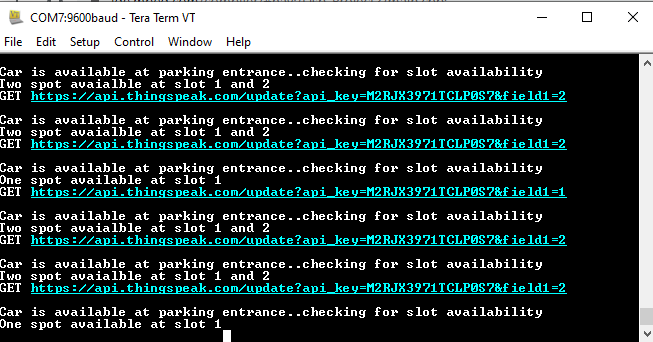 COM7:9600baud - Tera Term VT
File Edit Setup Control Window Help
Car is available at parking entrance..checking for slot availability
Two spot avaialble at slot 1 and 2
GET https://api.thingspeak.com/update?api_key=M2RJX3971TCLP0S7&field1=2
Car is available at parking entrance..checking for slot availability
Two spot avaialble at slot 1 and 2
GET https://api.thingspeak.com/update?api_key=M2RJX3971TCLP0S7&field1=2
Car is available at parking entrance..checking for slot availability
One spot available at slot 1
GET https://api.thingspeak.com/update?api_key=M2RJX3971TCLP0S7&field1=1
Car is available at parking entrance..checking for slot availability
Two spot avaialble at slot 1 and 2
GET https://api.thingspeak.com/update?api_key=M2RJX3971TCLP0S7&field1=2
Car is available at parking entrance..checking for slot availability
Two spot avaialble at slot 1 and 2
GET https://api.thingspeak.com/update?api_key=M2RJX3971TCLP0S7&field1=2
Car is available at parking entrance..checking for slot availability
One spot available at slot 1